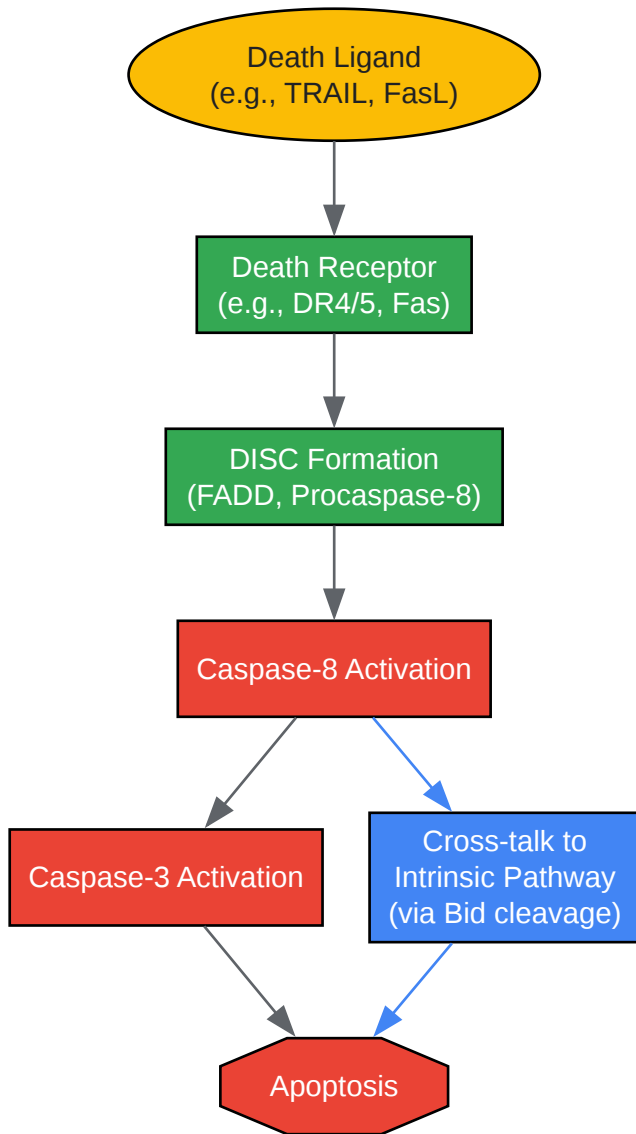 Death Ligand
(e.g., TRAIL, FasL)
Death Receptor
(e.g., DR4/5, Fas)
DISC Formation
(FADD, Procaspase-8)
Caspase-8 Activation
Caspase-3 Activation
Cross-talk to
Intrinsic Pathway
(via Bid cleavage)
Apoptosis